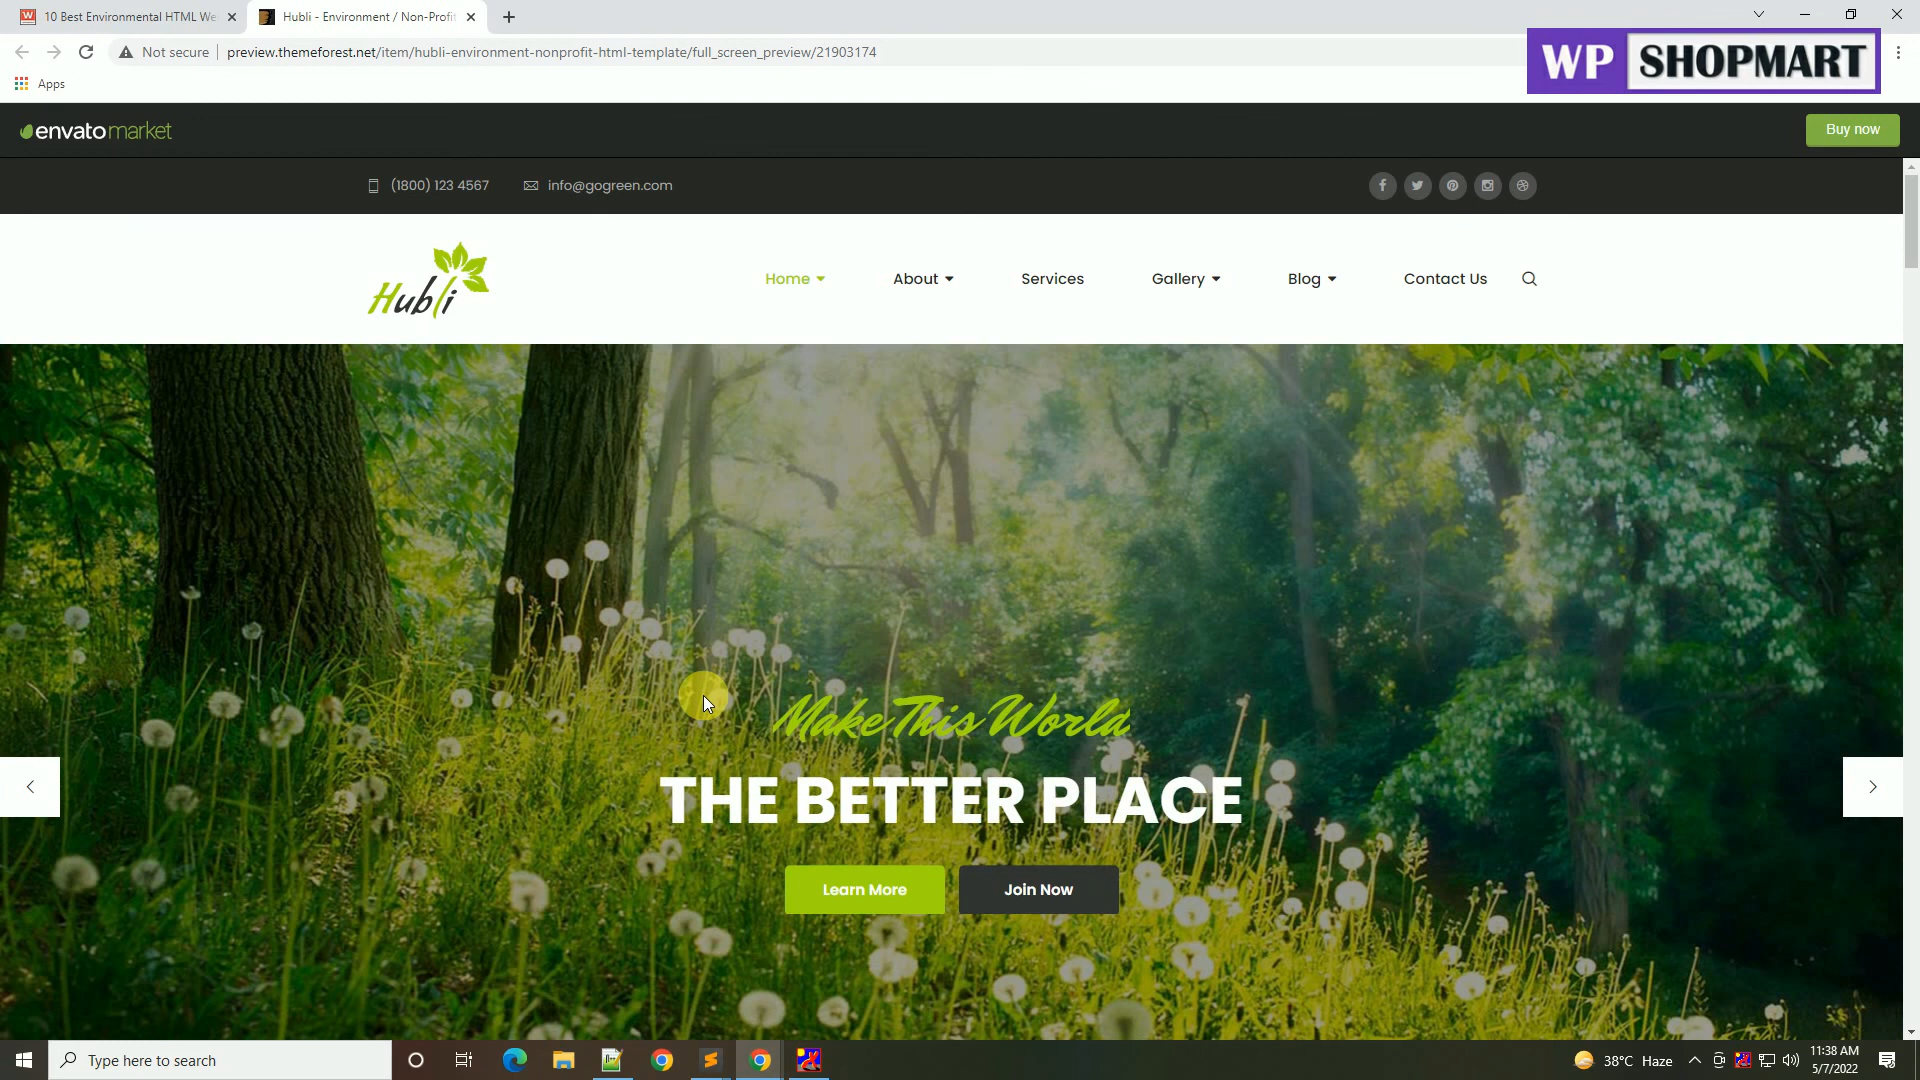 10 Best Environmental HTML We
Hubli - Environment / Non-Profit
Not secure
preview.themeforest.net/item/hubli-environment-nonprofit-html-template/full_screen_preview/21903174
WP SHOPMART
Apps
envato market
Buy now
(1800) 123 4567
info@gogreen.com
Hubli
Home
About
Services
Gallery
Blog
Contact Us
Make This World
THE BETTER PLACE
Learn More
Join Now
Type here to search
38°C Haze
11:38 AM
5/7/2022